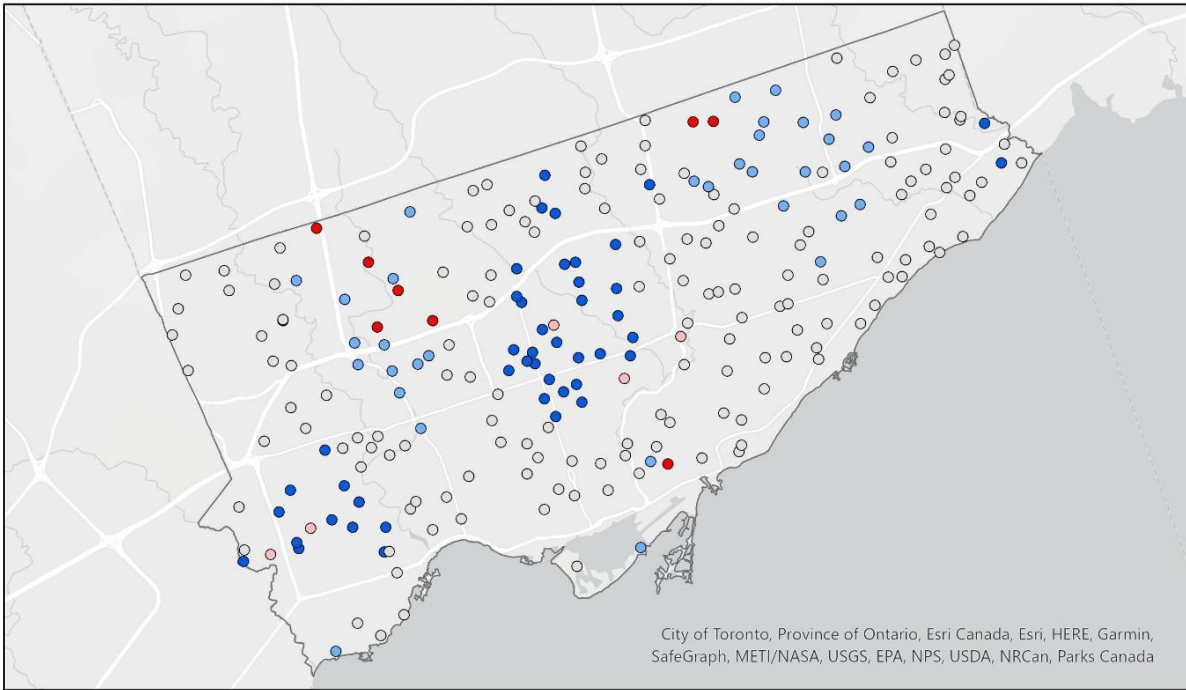 City of Toronto, Province of Ontario, Esri Canada, Esri, HERE, Garmin,
SafeGraph, METI/NASA, USGS, EPA, NPS, USDA, NRCan, Parks Canada